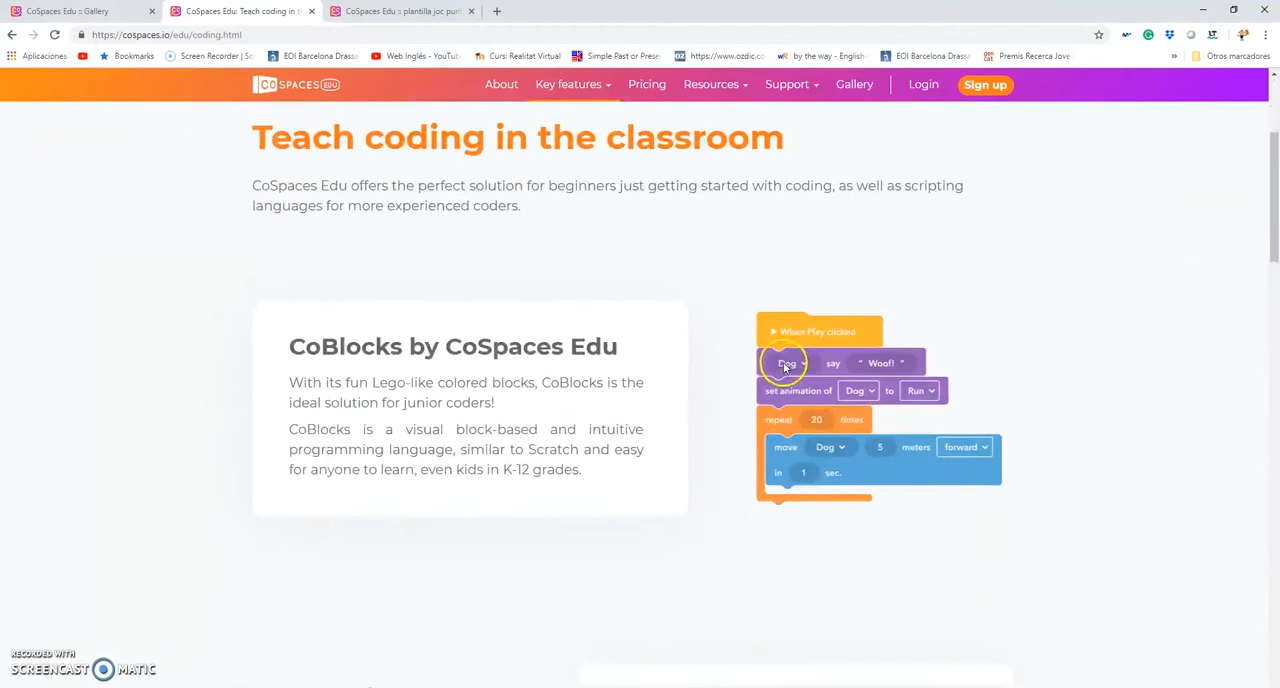 CoSpaces Edu :: Gallery
CoSpaces Edu: Teach coding in t
CoSpaces Edu :: plantilla joc punt
https://cospaces.io/edu/coding.html
Aplicaciones
Bookmarks
Screen Recorder | Sc
EOI Barcelona Drassa
Web Inglés - YouTub
Curs: Realitat Virtual
Simple Past or Presen
https://www.ozdic.co
by the way - English-
EOI Barcelona Drass
Premis Recerca Jove
»
Otros marcadores
COSPACES EDU
About
Key features
Pricing
Resources
Support
Gallery
Login
Sign up
Teach coding in the classroom
CoSpaces Edu offers the perfect solution for beginners just getting started with coding, as well as scripting
languages for more experienced coders.
CoBlocks by CoSpaces Edu
With its fun Lego-like colored blocks, CoBlocks is the
ideal solution for junior coders!
CoBlocks is a visual block-based and intuitive
programming language, similar to Scratch and easy
for anyone to learn, even kids in K-12 grades.
When Play clicked
Dog say “ Woof! ”
set animation of Dog to Run
repeat 20 times
move Dog 5 meters forward
in 1 sec.
RECORDED WITH
SCREENCAST MATIC